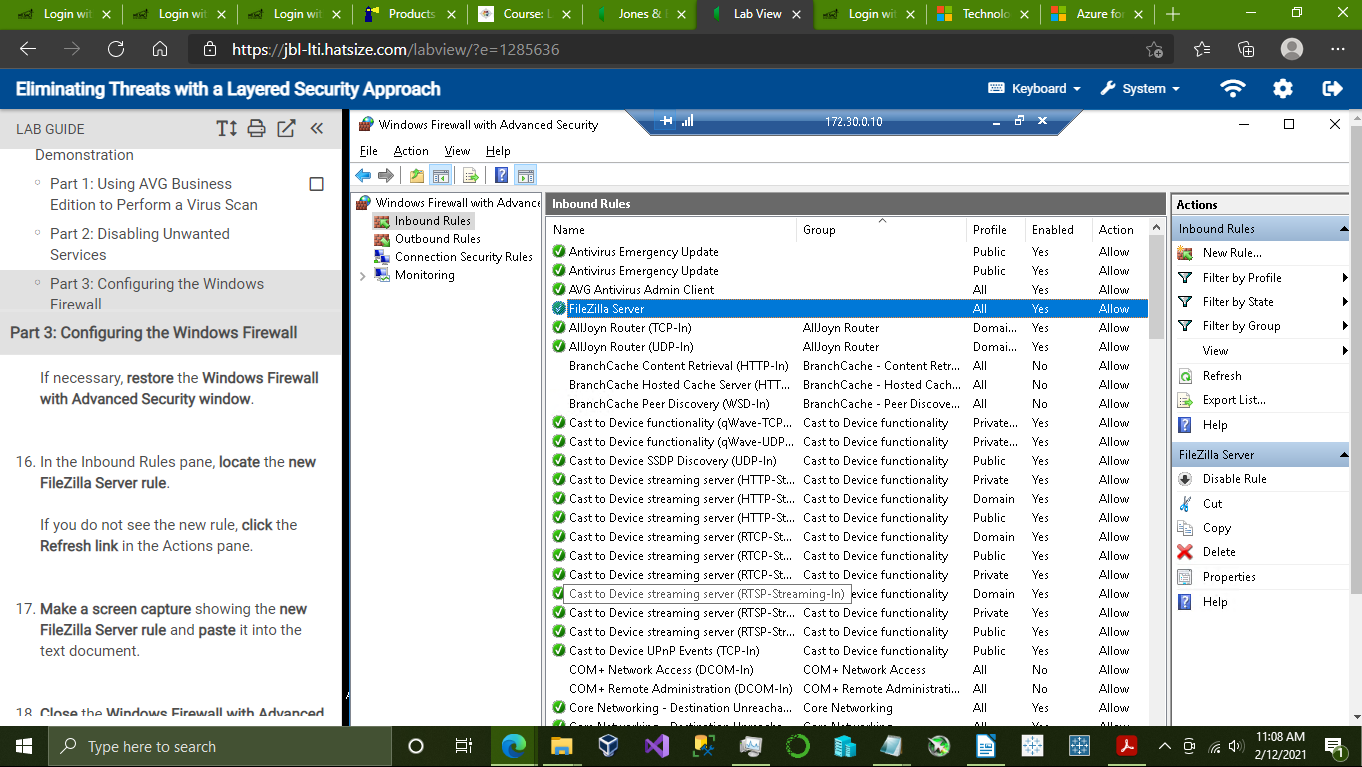 Login wit
Login wit
Login wit
Products
Course: L
Jones & 
Lab View
Login wit
Technolo
Azure for
https://jbl-lti.hatsize.com/labview/?e=1285636
Eliminating Threats with a Layered Security Approach
Keyboard
System
LAB GUIDE
Demonstration
Part 1: Using AVG Business
Edition to Perform a Virus Scan
Part 2: Disabling Unwanted
Services
Part 3: Configuring the Windows
Firewall
Part 3: Configuring the Windows Firewall
If necessary, restore the Windows Firewall
with Advanced Security window.
16. In the Inbound Rules pane, locate the new
FileZilla Server rule.
If you do not see the new rule, click the
Refresh link in the Actions pane.
17. Make a screen capture showing the new
FileZilla Server rule and paste it into the
text document.
18. Close the Windows Firewall with Advanced
Windows Firewall with Advanced Security
172.30.0.10
File Action View Help
Windows Firewall with Advance
Inbound Rules
Outbound Rules
Connection Security Rules
Monitoring
Inbound Rules
Name Group Profile Enabled Action
Antivirus Emergency Update Public Yes Allow
Antivirus Emergency Update Public Yes Allow
AVG Antivirus Admin Client All Yes Allow
FileZilla Server All Yes Allow
AllJoyn Router (TCP-In) AllJoyn Router Domai... Yes Allow
AllJoyn Router (UDP-In) AllJoyn Router Domai... Yes Allow
BranchCache Content Retrieval (HTTP-In) BranchCache - Content Retr... All No Allow
BranchCache Hosted Cache Server (HTT... BranchCache - Hosted Cach... All No Allow
BranchCache Peer Discovery (WSD-In) BranchCache - Peer Discove... All No Allow
Cast to Device functionality (qWave-TCP... Cast to Device functionality Private... Yes Allow
Cast to Device functionality (qWave-UDP... Cast to Device functionality Private... Yes Allow
Cast to Device SSDP Discovery (UDP-In) Cast to Device functionality Public Yes Allow
Cast to Device streaming server (HTTP-St... Cast to Device functionality Private Yes Allow
Cast to Device streaming server (HTTP-St... Cast to Device functionality Domain Yes Allow
Cast to Device streaming server (HTTP-St... Cast to Device functionality Public Yes Allow
Cast to Device streaming server (RTCP-St... Cast to Device functionality Domain Yes Allow
Cast to Device streaming server (RTCP-St... Cast to Device functionality Public Yes Allow
Cast to Device streaming server (RTCP-St... Cast to Device functionality Private Yes Allow
Cast to Device streaming server (RTSP-Streaming-In) evice functionality Domain Yes Allow
Cast to Device streaming server (RTSP-Str... Cast to Device functionality Private Yes Allow
Cast to Device streaming server (RTSP-Str... Cast to Device functionality Public Yes Allow
Cast to Device UPnP Events (TCP-In) Cast to Device functionality Public Yes Allow
COM+ Network Access (DCOM-In) COM+ Network Access All No Allow
COM+ Remote Administration (DCOM-In) COM+ Remote Administrati... All No Allow
Core Networking - Destination Unreacha... Core Networking All Yes Allow
Actions
Inbound Rules
New Rule...
Filter by Profile
Filter by State
Filter by Group
View
Refresh
Export List...
Help
FileZilla Server
Disable Rule
Cut
Copy
Delete
Properties
Help
Type here to search
11:08 AM
2/12/2021
1